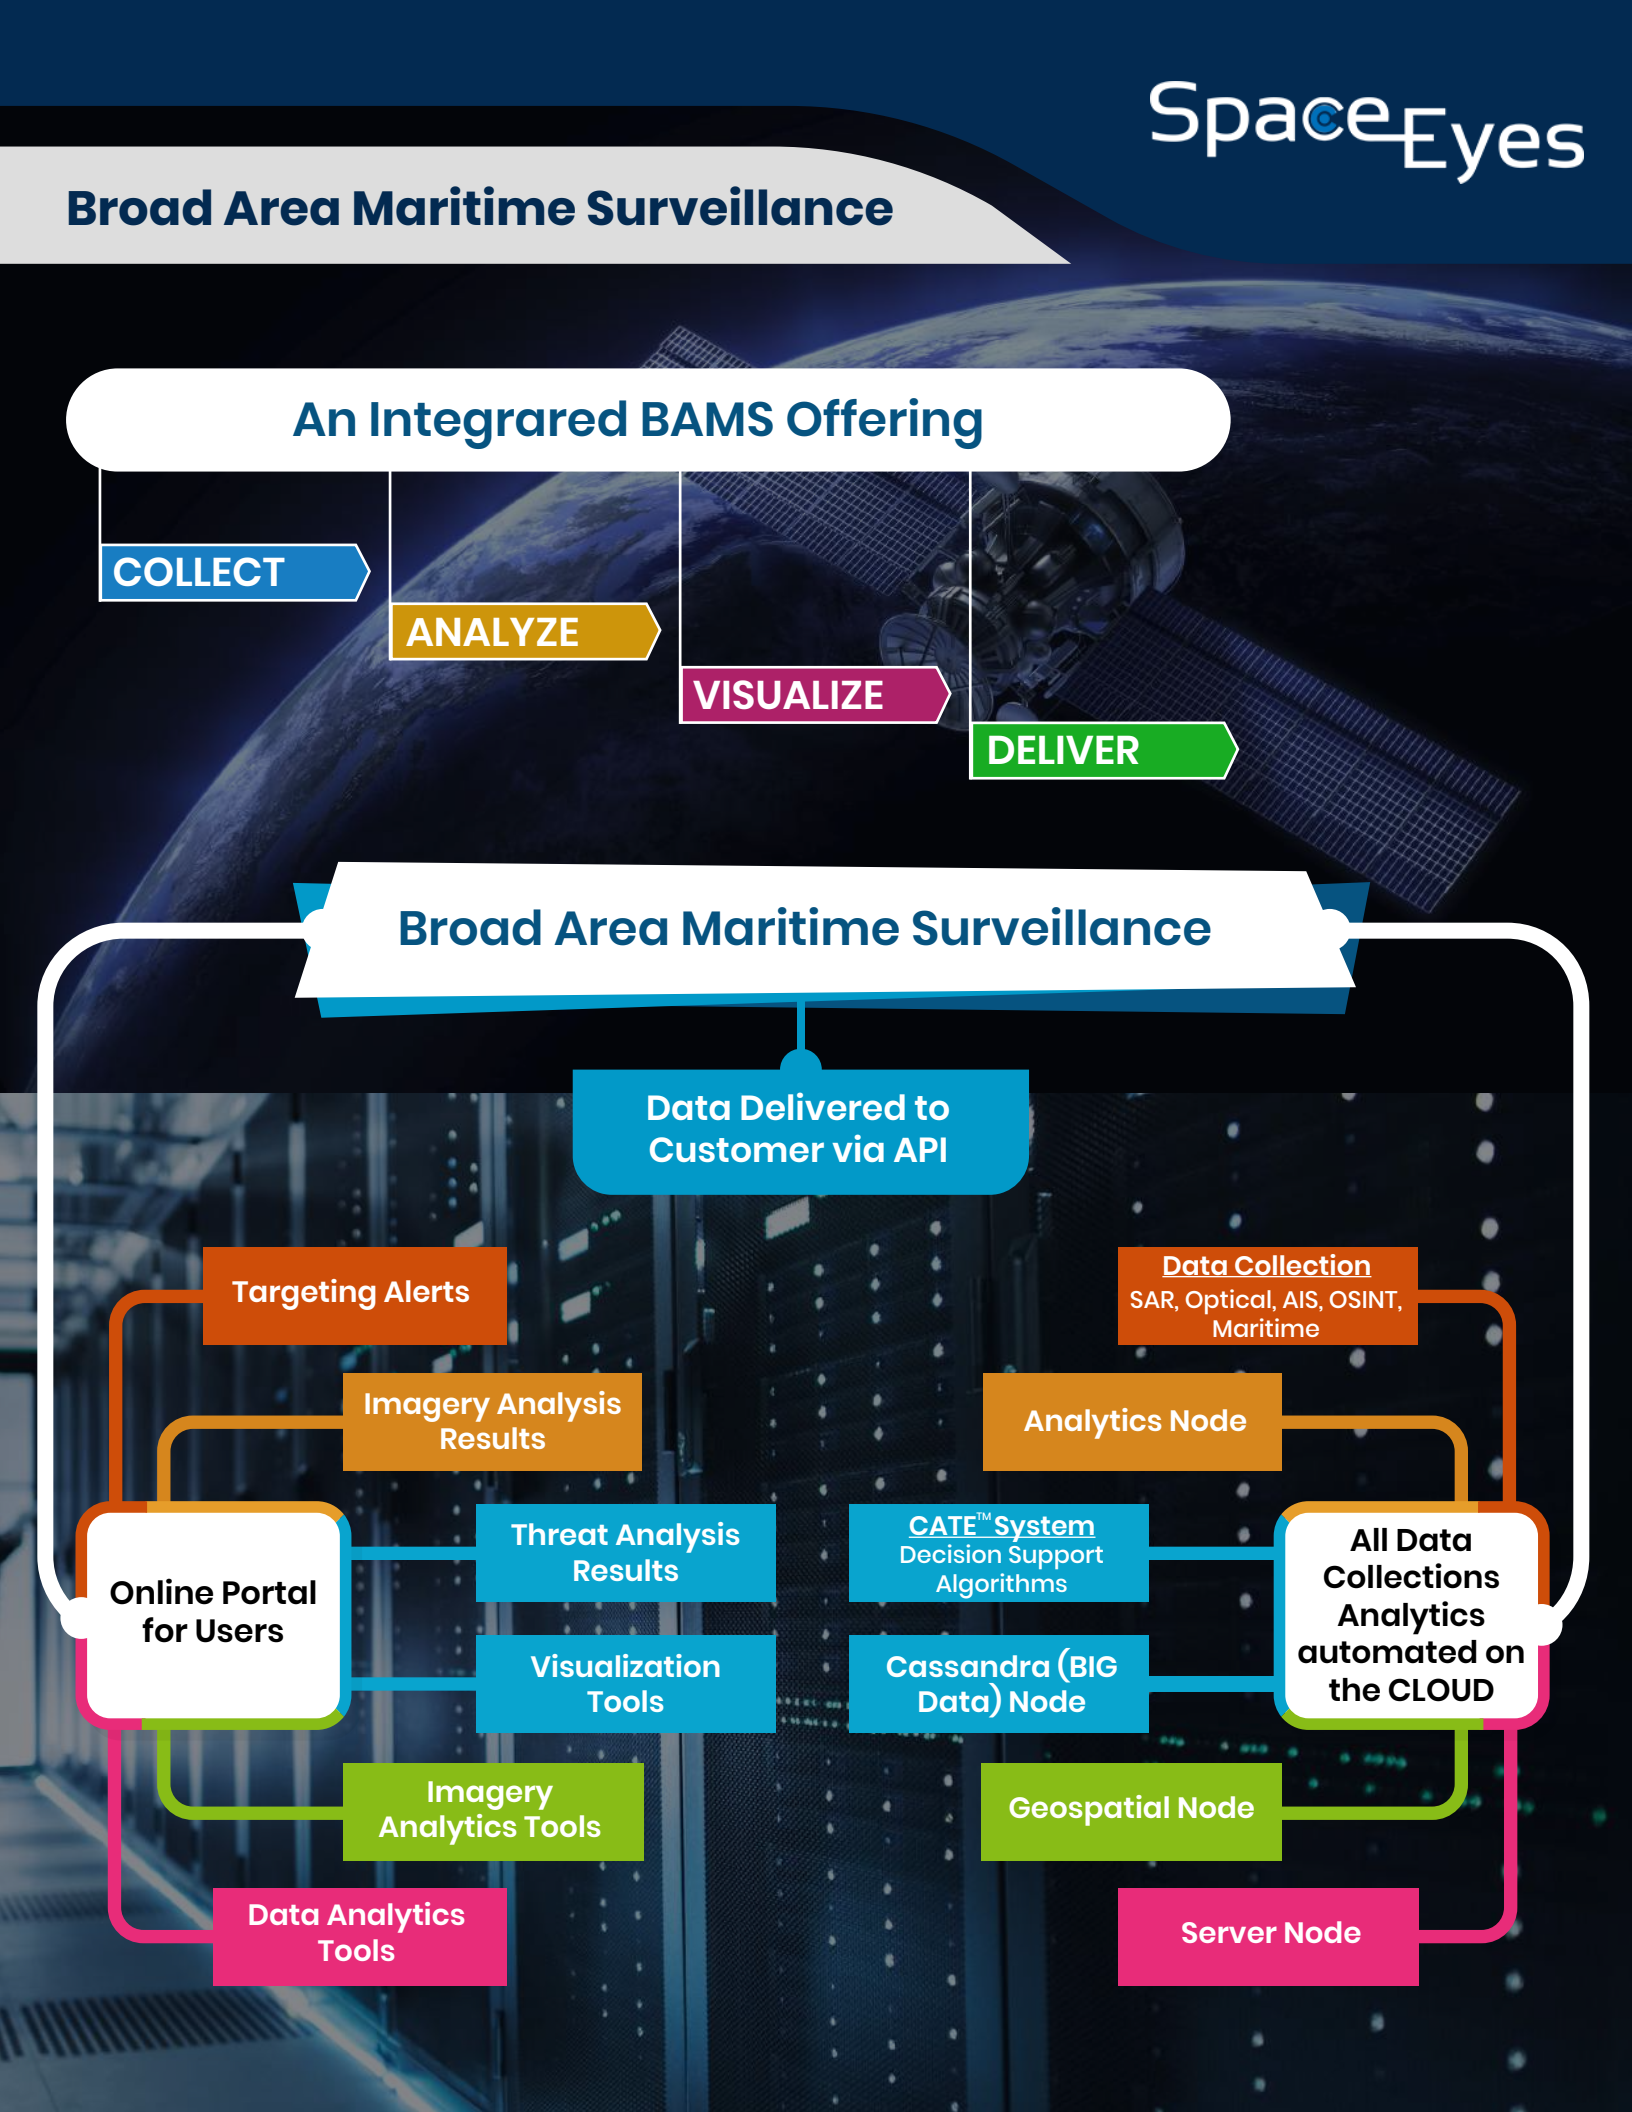 Space Eyes
Broad Area Maritime Surveillance
An Integrared BAMS Offering
COLLECT
ANALYZE
VISUALIZE
DELIVER
Broad Area Maritime Surveillance
Data Delivered to
Customer via API
Targeting Alerts
Imagery Analysis
Results
Threat Analysis
Results
Online Portal
for Users
Visualization
Tools
Imagery
Analytics Tools
Data Analytics
Tools
Data Collection
SAR, Optical, AIS, OSINT,
Maritime
Analytics Node
CATE™ System
Decision Support
Algorithms
All Data
Collections
Analytics
automated on
the CLOUD
Cassandra (BIG
Data) Node
Geospatial Node
Server Node